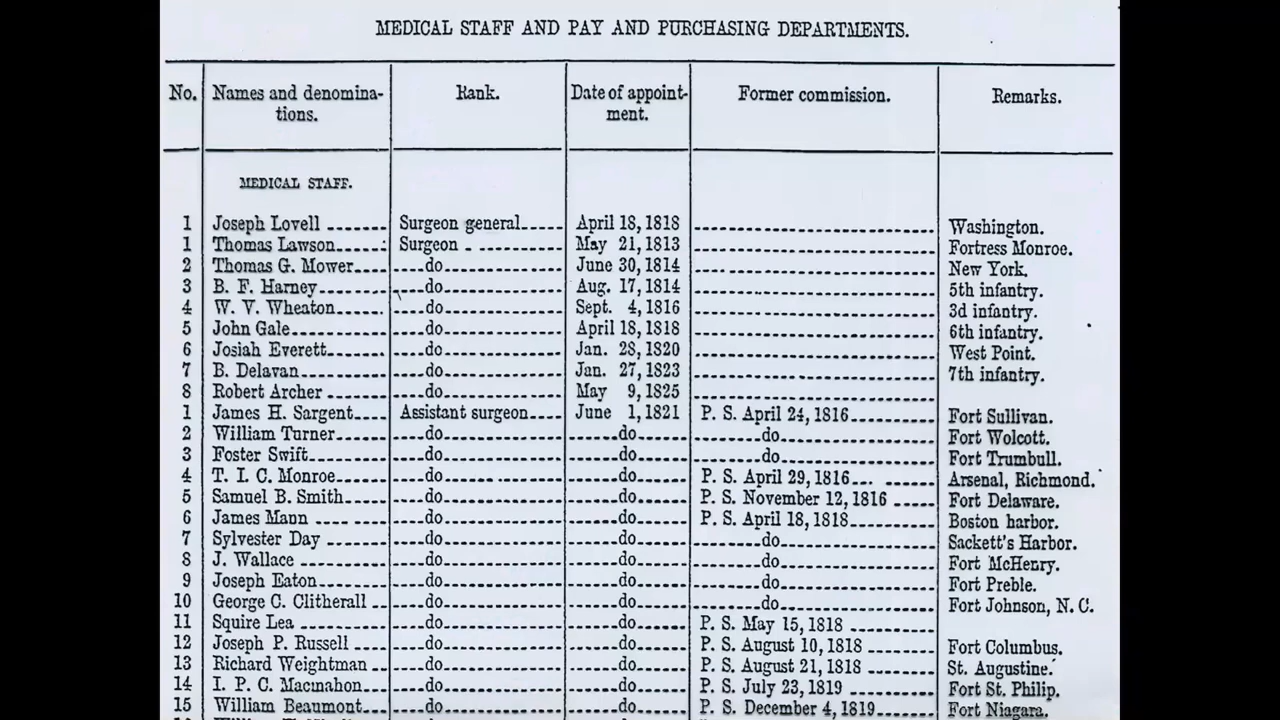 MEDICAL STAFF AND PAY AND PURCHASING DEPARTMENTS.
No. Names and denomina- Rank. Date of appoint- Former commission. Remarks.
tions. ment.
MEDICAL STAFF.
1 Joseph Lovell ------- Surgeon general----- April 18, 1818 ---------- Washington.
1 Thomas Lawson----- Surgeon - ---------- May 21, 1813 ---------- Fortress Monroe.
2 Thomas G. Mower---- ----do---------- June 30, 1814 ---------- New York.
3 B. F. Harney-------- ----do---------- Aug. 17, 1814 ---------- 5th infantry.
4 W. V. Wheaton------ ----do---------- Sept. 4, 1816 ---------- 3d infantry.
5 John Gale---------- ----do---------- April 18, 1818 ---------- 6th infantry.
6 Josiah Everett------- ----do---------- Jan. 28, 1820 ---------- West Point.
7 B. Delavan--------- ----do---------- Jan. 27, 1823 ---------- 7th infantry.
8 Robert Archer ------ ----do---------- May 9, 1825 ----------
1 James H. Sargent---- Assistant surgeon---- June 1, 1821 P. S. April 24, 1816---------- Fort Sullivan.
2 William Turner------ ----do---------- ------do------ --------do---------- Fort Wolcott.
3 Foster Swift-------- ----do---------- ------do------ --------do---------- Fort Trumbull.
4 T. I. C. Monroe------ ----do---------- ------do------ P. S. April 29, 1816--- ------ Arsenal, Richmond.
5 Samuel B. Smith----- ----do---------- ------do------ P. S. November 12, 1816 ----- Fort Delaware.
6 James Mann ---- ---- ----do---------- ------do------ P. S. April 18, 1818---------- Boston harbor.
7 Sylvester Day ------ ----do---------- ------do------ --------do---------- Sackett's Harbor.
8 J. Wallace --------- ----do---------- ------do------ --------do---------- Fort McHenry.
9 Joseph Eaton------- ----do---------- ------do------ --------do---------- Fort Preble.
10 George C. Clitherall -- ----do---------- ------do------ --------do---------- Fort Johnson, N. C.
11 Squire Lea --------- ----do---------- ------do------ P. S. May 15, 1818 ----------
12 Joseph P. Russell ---- ----do---------- ------do------ P. S. August 10, 1818 -------- Fort Columbus.
13 Richard Weightman -- ----do---------- ------do------ P. S. August 21, 1818 -------- St. Augustine.
14 I. P. C. Macmahon--- ----do---------- ------do------ P. S. July 23, 1819 ---------- Fort St. Philip.
15 William Beaumont--- ----do---------- ------do------ P. S. December 4, 1819------- Fort Niagara.